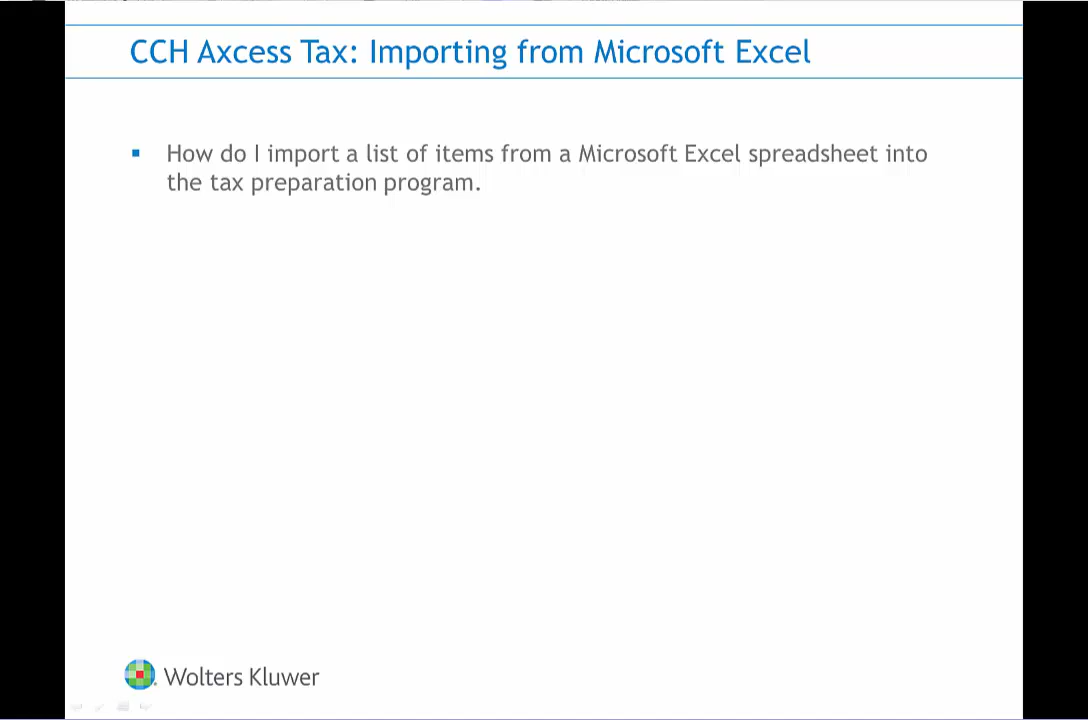 CCH Axcess Tax: Importing from Microsoft Excel
How do I import a list of items from a Microsoft Excel spreadsheet into
the tax preparation program.
Wolters Kluwer